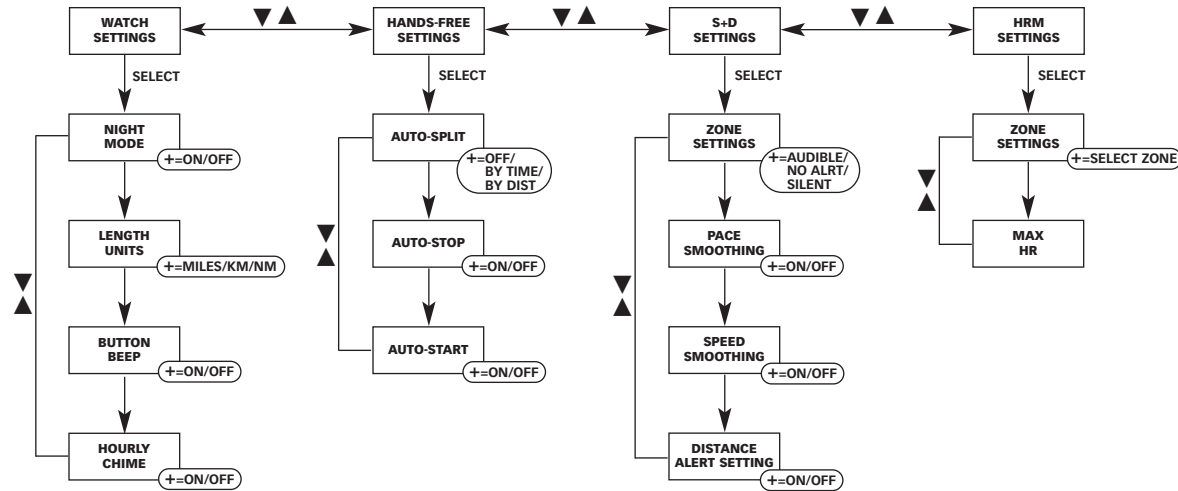 WATCH
SETTINGS
▼ ▲
HANDS-FREE
SETTINGS
▼ ▲
S+D
SETTINGS
▼ ▲
HRM
SETTINGS
SELECT
SELECT
SELECT
SELECT
NIGHT
MODE
+=ON/OFF
LENGTH
UNITS
+=MILES/KM/NM
▼
▲
BUTTON
BEEP
+=ON/OFF
HOURLY
CHIME
+=ON/OFF
AUTO-SPLIT
+=OFF/
BY TIME/
BY DIST
▼
▲
AUTO-STOP
+=ON/OFF
AUTO-START
+=ON/OFF
ZONE
SETTINGS
+=AUDIBLE/
NO ALRT/
SILENT
PACE
SMOOTHING
+=ON/OFF
▼
▲
SPEED
SMOOTHING
+=ON/OFF
DISTANCE
ALERT SETTING
+=ON/OFF
ZONE
SETTINGS
+=SELECT ZONE
▼
▲
MAX
HR